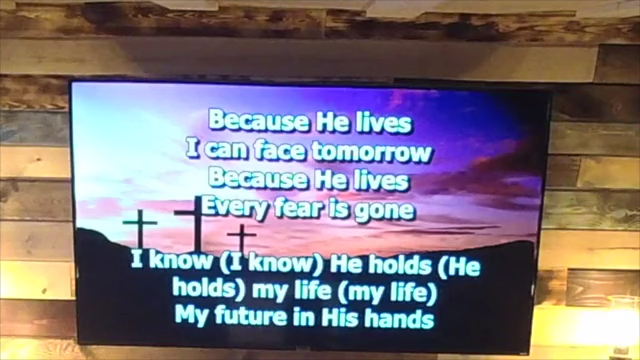 Because He lives
I can face tomorrow
Because He lives
Every fear is gone
I know (I know) He holds (He
holds) my life (my life)
My future in His hands